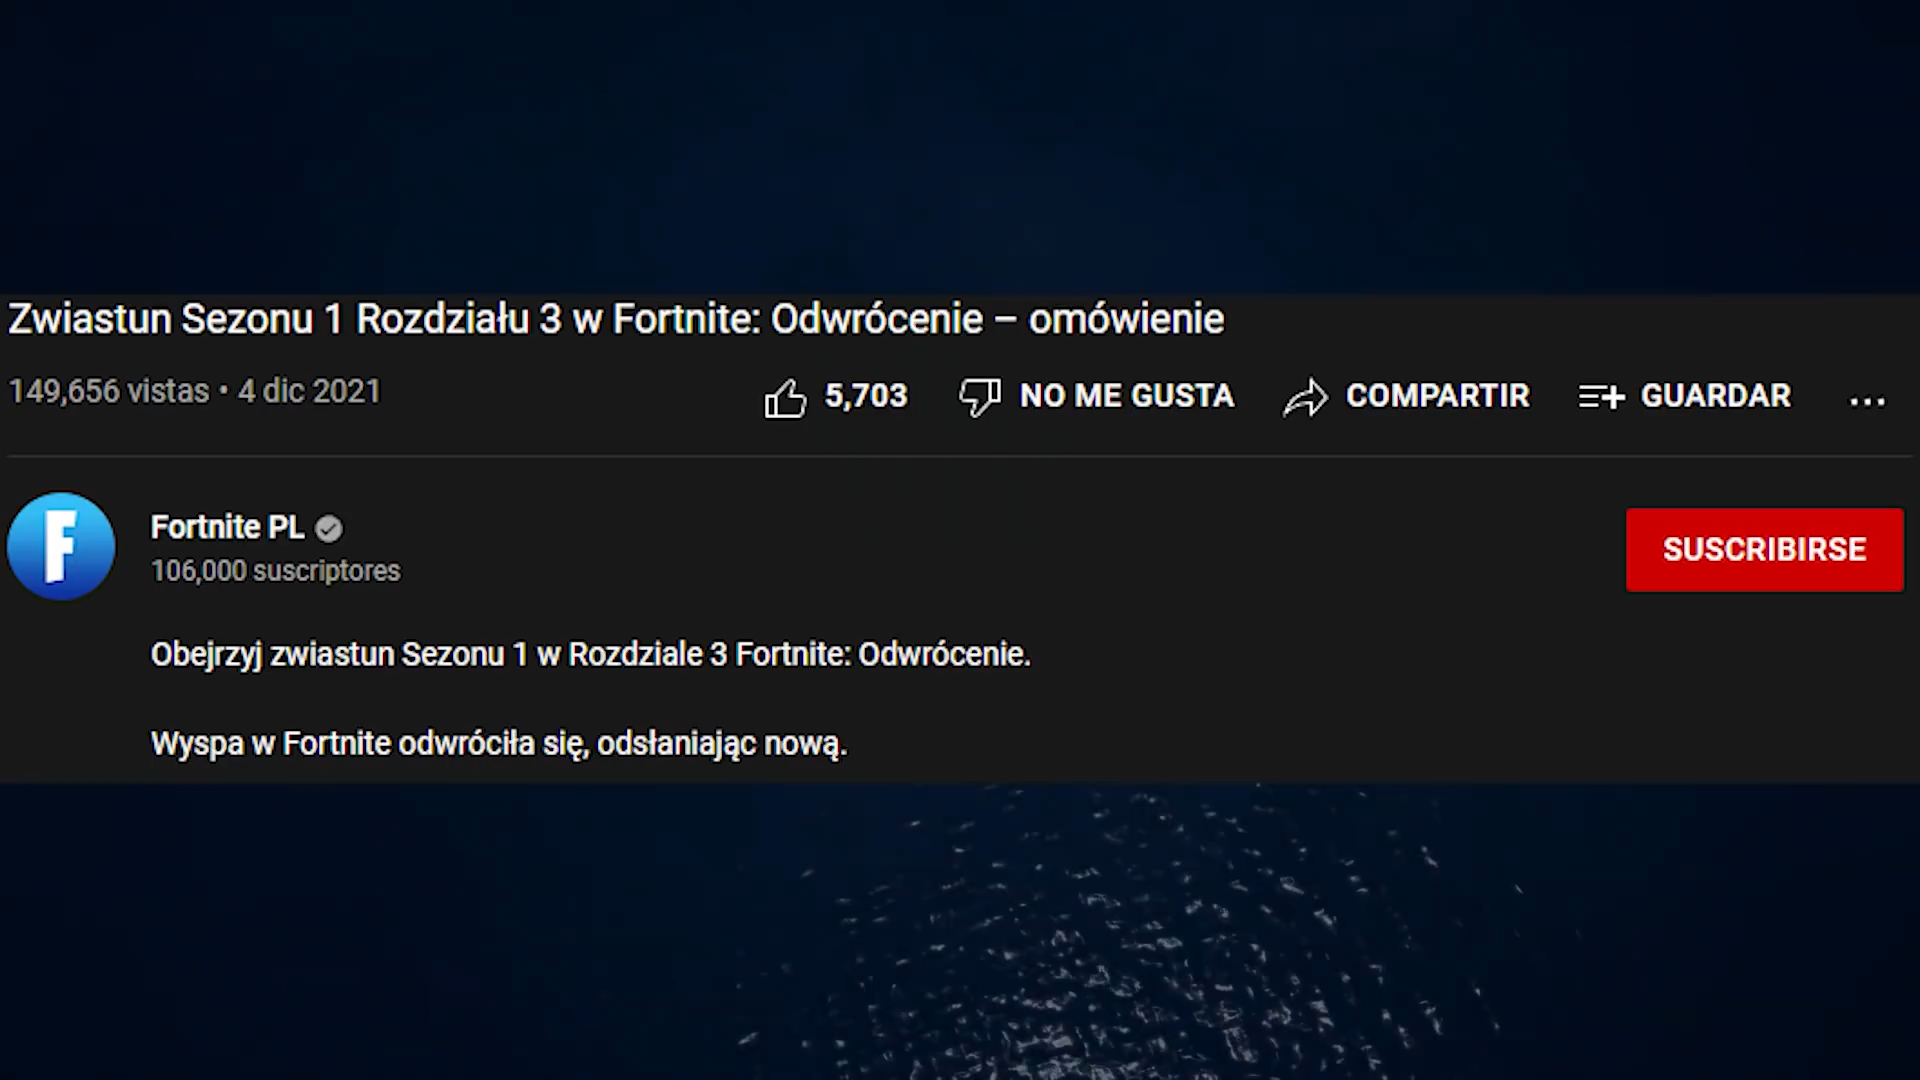 Zwiastun Sezonu 1 Rozdziału 3 w Fortnite: Odwrócenie – omówienie
149,656 vistas • 4 dic 2021
5,703 NO ME GUSTA COMPARTIR GUARDAR ...
Fortnite PL
106,000 suscriptores
SUSCRIBIRSE
Obejrzyj zwiastun Sezonu 1 w Rozdziale 3 Fortnite: Odwrócenie.
Wyspa w Fortnite odwróciła się, odsłaniając nową.